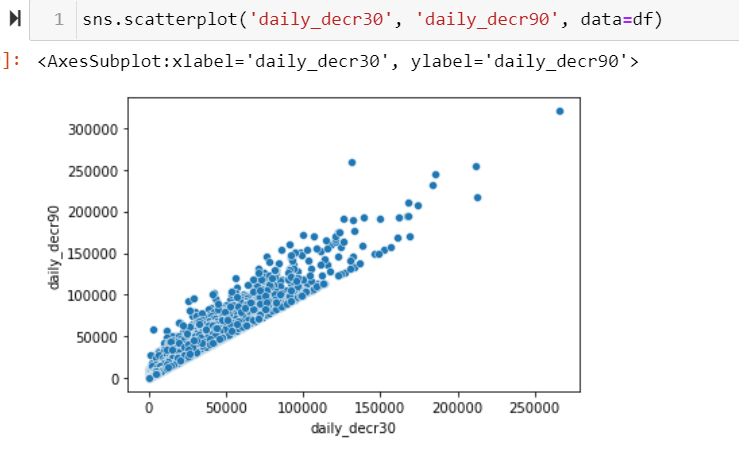 1 sns.scatterplot('daily_decr30', 'daily_decr90', data=df)
]: <AxesSubplot:xlabel='daily_decr30', ylabel='daily_decr90'>
300000
250000
200000
150000
100000
50000
0
daily_decr90
0 50000 100000 150000 200000 250000
daily_decr30